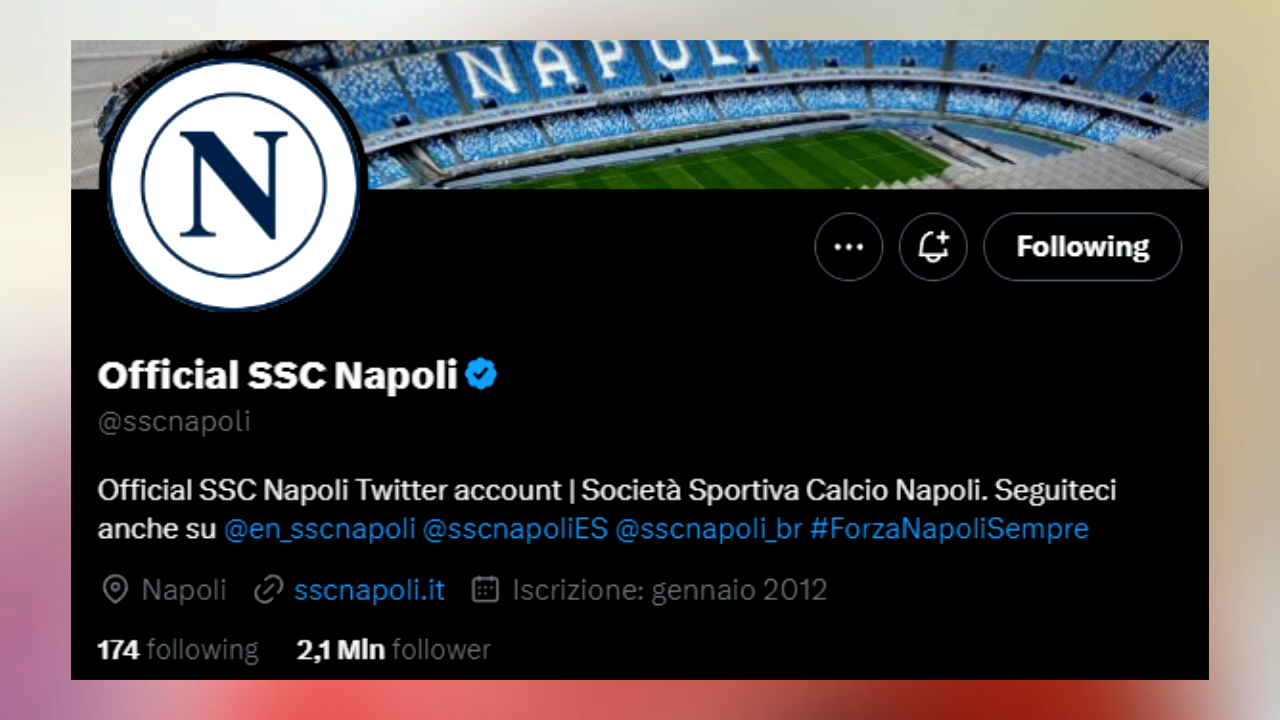 NAPOLI
N
Following
Official SSC Napoli
@sscnapoli
Official SSC Napoli Twitter account | Società Sportiva Calcio Napoli. Seguiteci
anche su @en_sscnapoli @sscnapoliES @sscnapoli_br #ForzaNapoliSempre
Napoli sscnapoli.it Iscrizione: gennaio 2012
174 following 2,1 Mln follower